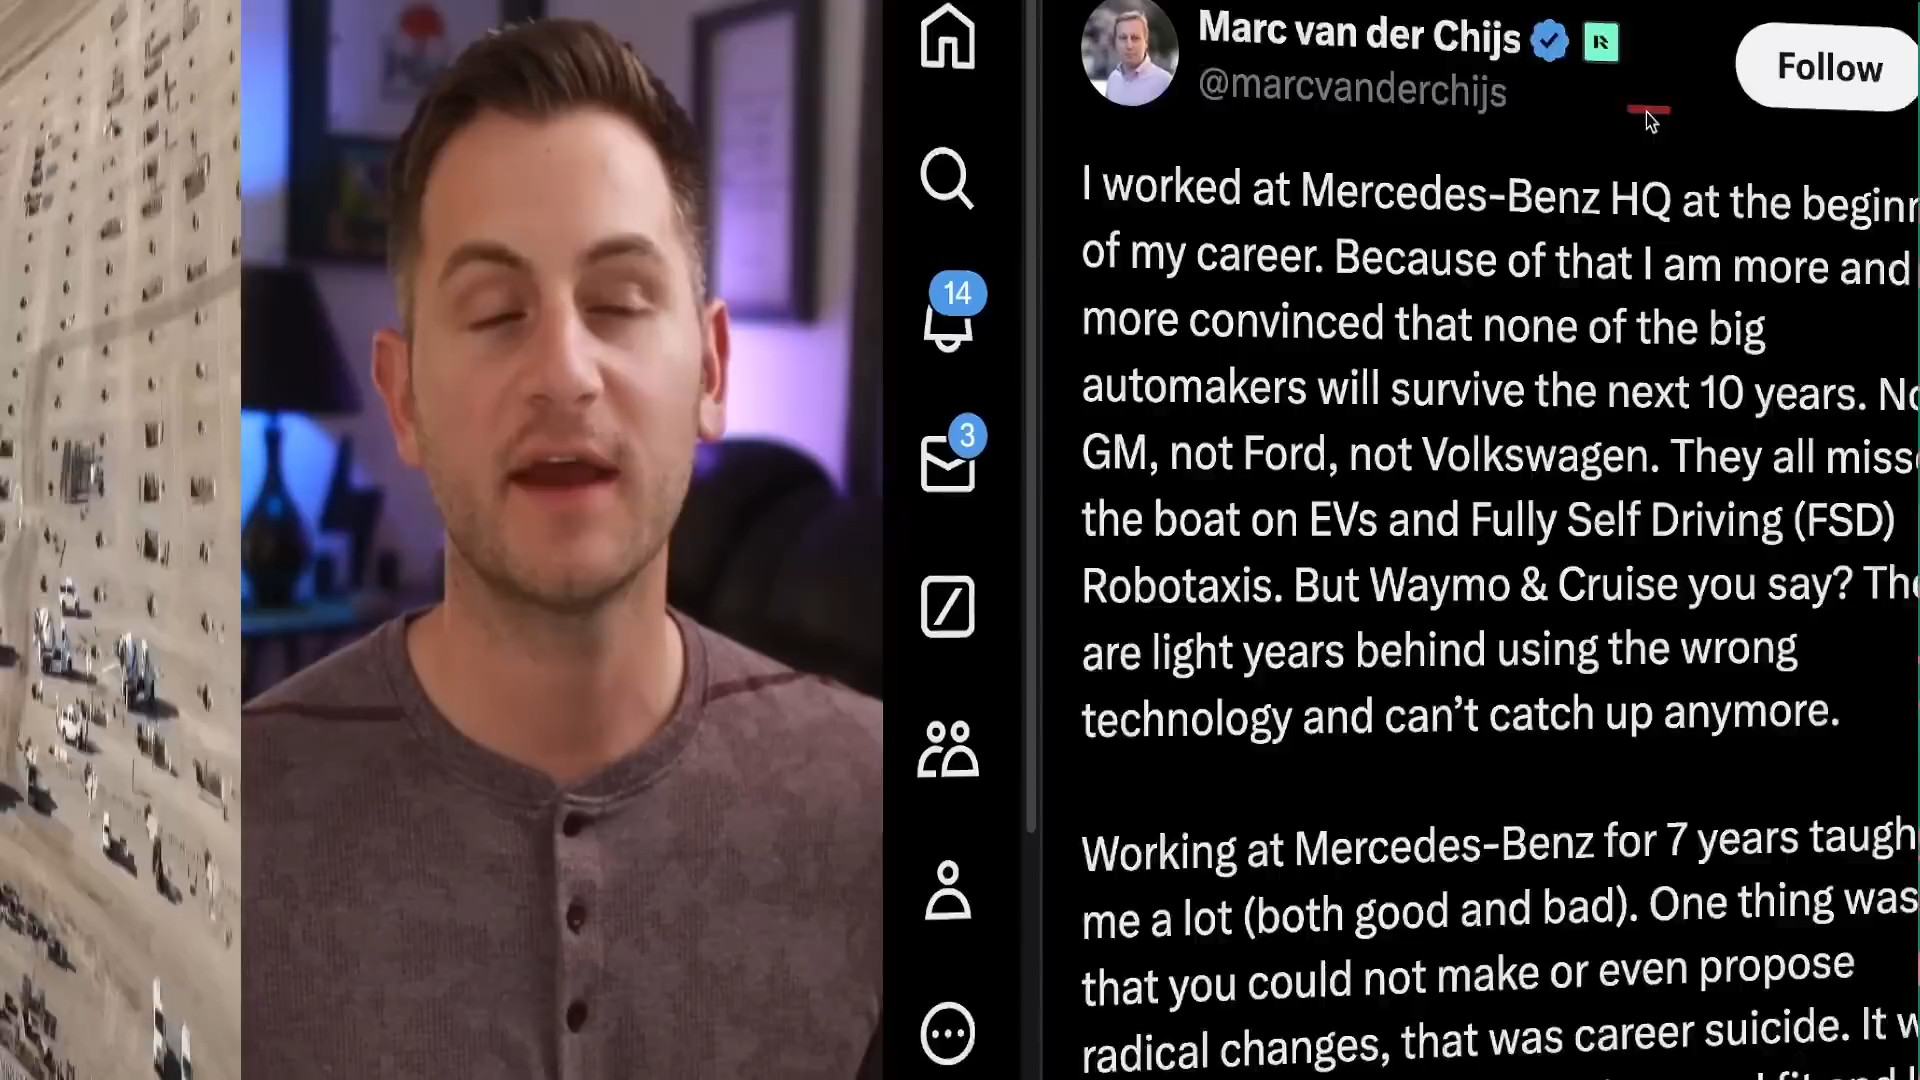 Marc van der Chijs
@marcvanderchijs
Follow
14
3
I worked at Mercedes-Benz HQ at the
of my career. Because of that I am more and
more convinced that none of the big
automakers will survive the next 10 years.
GM, not Ford, not Volkswagen. They all
the boat on EVs and Fully Self Driving (FSD)
Robotaxis. But Waymo & Cruise you say?
are light years behind using the wrong
technology and can't catch up anymore.
Working at Mercedes-Benz for 7 years
me a lot (both good and bad). One thing was
that you could not make or even propose
radical changes, that was career suicide. It